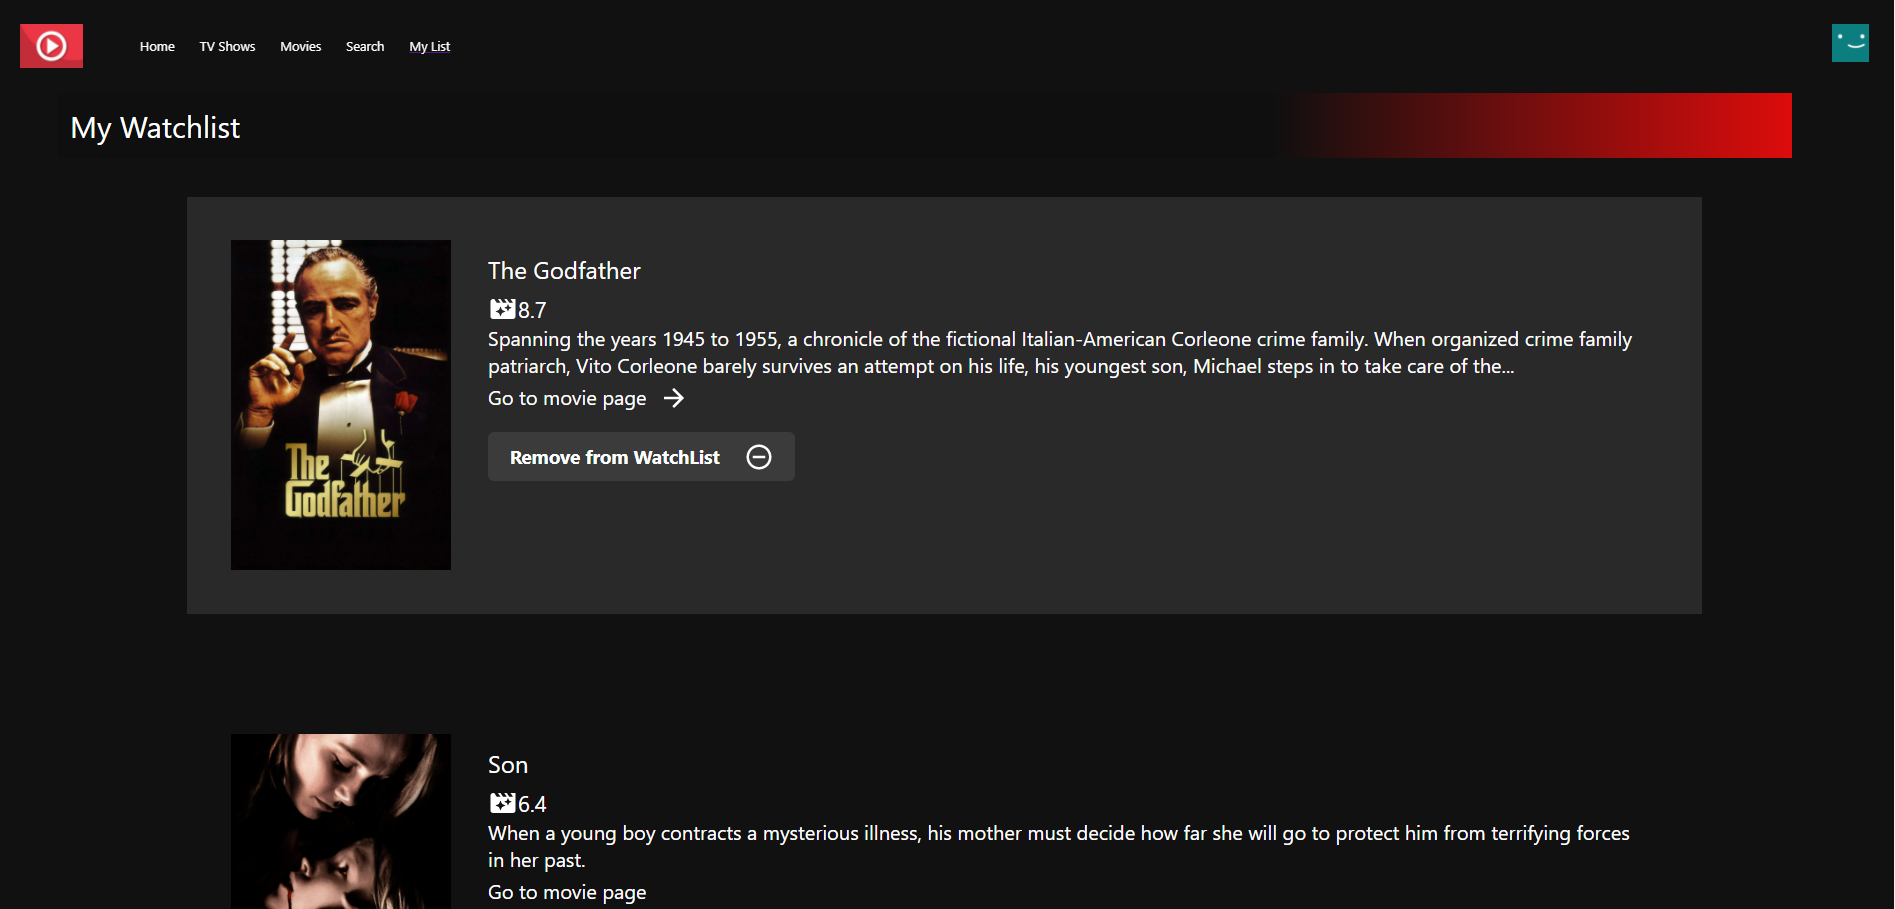 Home TV Shows Movies Search My List
My Watchlist
The Godfather
8.7
Spanning the years 1945 to 1955, a chronicle of the fictional Italian-American Corleone crime family. When organized crime family
patriarch, Vito Corleone barely survives an attempt on his life, his youngest son, Michael steps in to take care of the...
Go to movie page
Remove from WatchList
The
Godfather
Son
6.4
When a young boy contracts a mysterious illness, his mother must decide how far she will go to protect him from terrifying forces
in her past.
Go to movie page